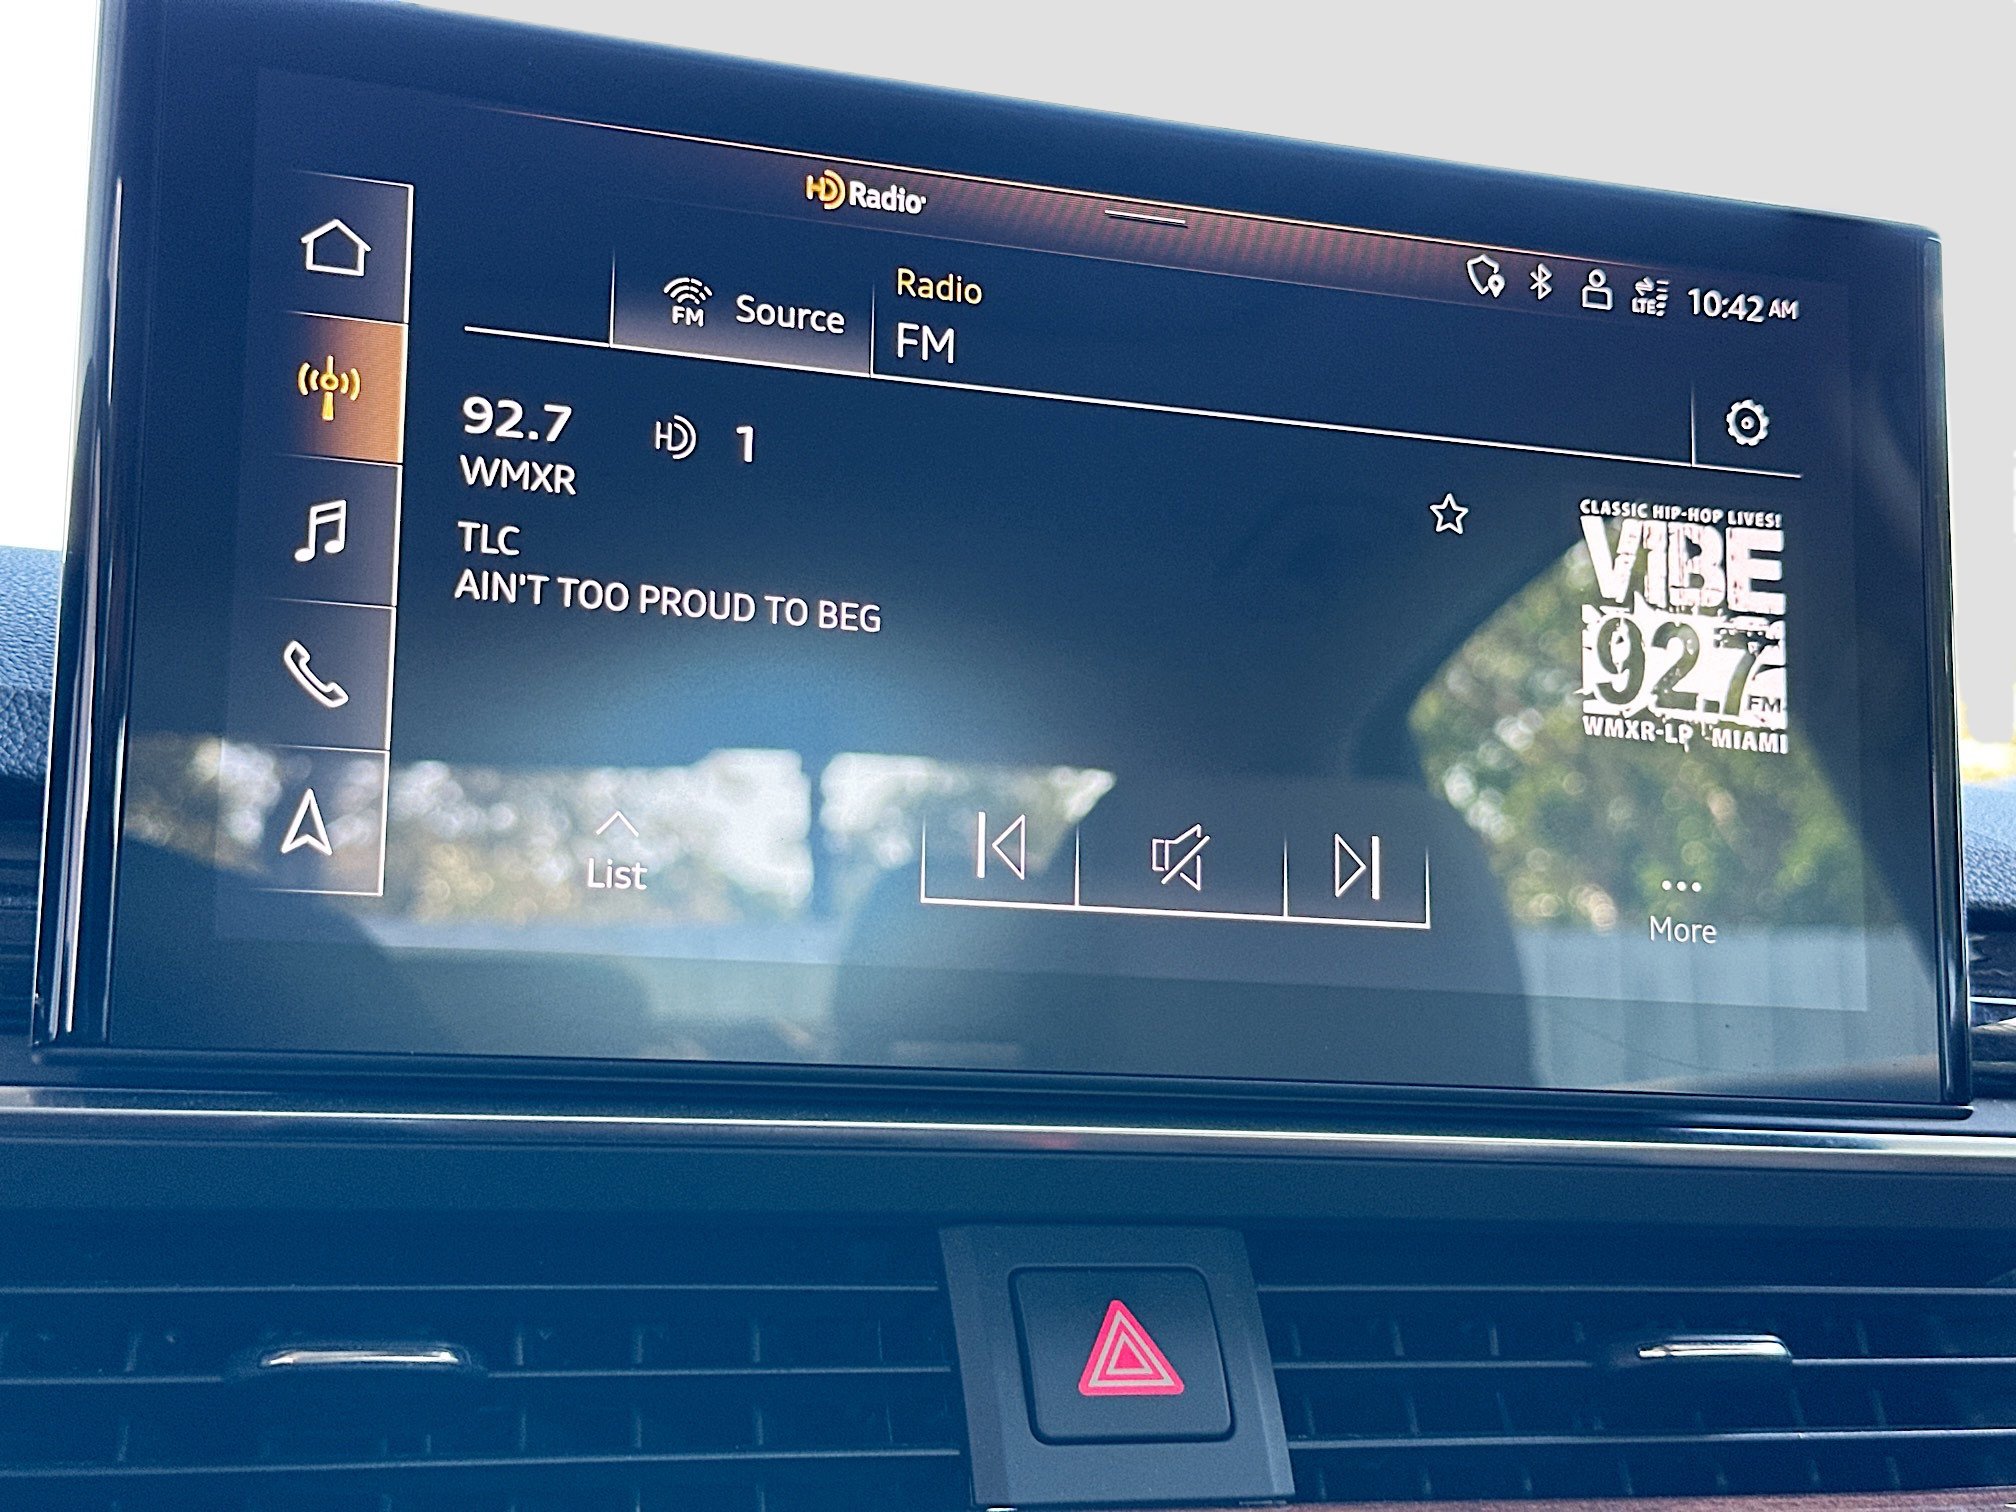 HD Radio
10:42 AM
LTE
FM
Source
Radio
FM
92.7 HD 1
WMXR
TLC
AIN'T TOO PROUD TO BEG
CLASSIC HIP-HOP LIVES!
VIBE
92.7
FM
WMXR-LP MIAMI
List
More